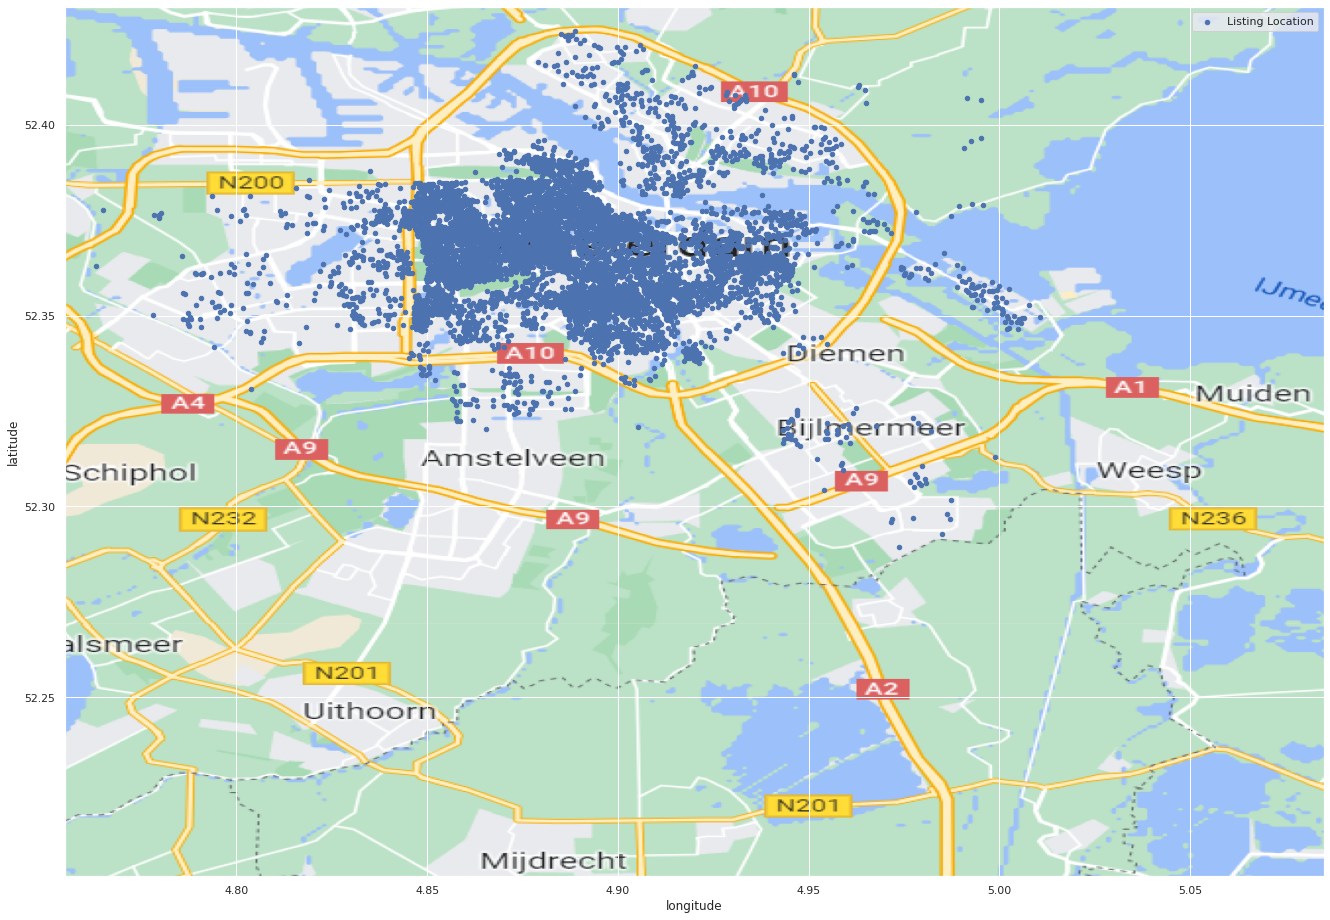 Listing Location
A10
52.40
N200
IJmee
52.35
A10
Diemen
A4
A1
Muiden
latitude
A9
Bijlmermeer
Amstelveen
Schiphol
A9
Weesp
N232
A9
52.30
N236
alsmeer
N201
A2
52.25
Uithoorn
N201
Mijdrecht
4.80 4.85 4.90 4.95 5.00 5.05
longitude